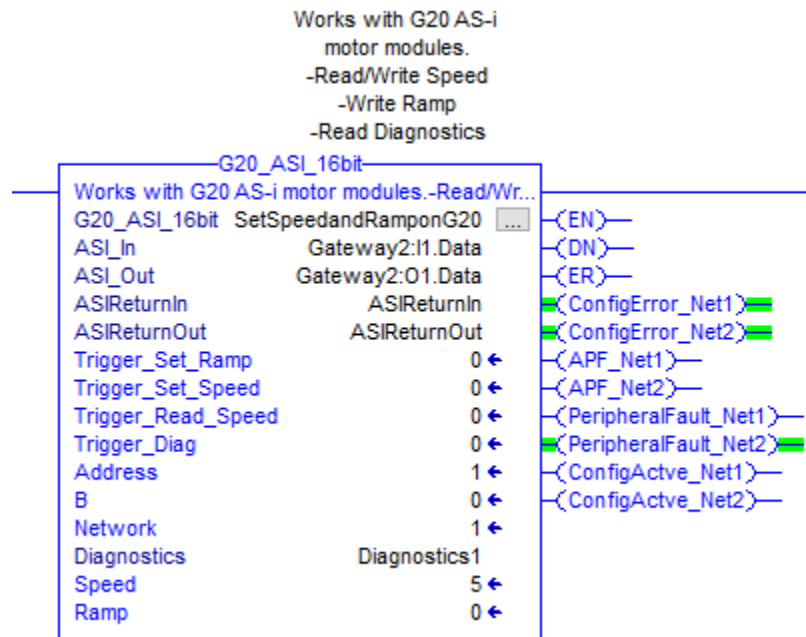 Works with G20 AS-i
motor modules.
-Read/Write Speed
-Write Ramp
-Read Diagnostics
G20_ASI_16bit
Works with G20 AS-i motor modules.-Read/Wr...
G20_ASI_16bit SetSpeedandRamponG20 ... (EN)
ASI_In Gateway2:I1.Data (DN)
ASI_Out Gateway2:O1.Data (ER)
ASIReturnIn ASIReturnIn (ConfigError_Net1)
ASIReturnOut ASIReturnOut (ConfigError_Net2)
Trigger_Set_Ramp 0 (APF_Net1)
Trigger_Set_Speed 0 (APF_Net2)
Trigger_Read_Speed 0 (PeripheralFault_Net1)
Trigger_Diag 0 (PeripheralFault_Net2)
Address 1 (ConfigActve_Net1)
B 0 (ConfigActve_Net2)
Network 1
Diagnostics Diagnostics1
Speed 5
Ramp 0